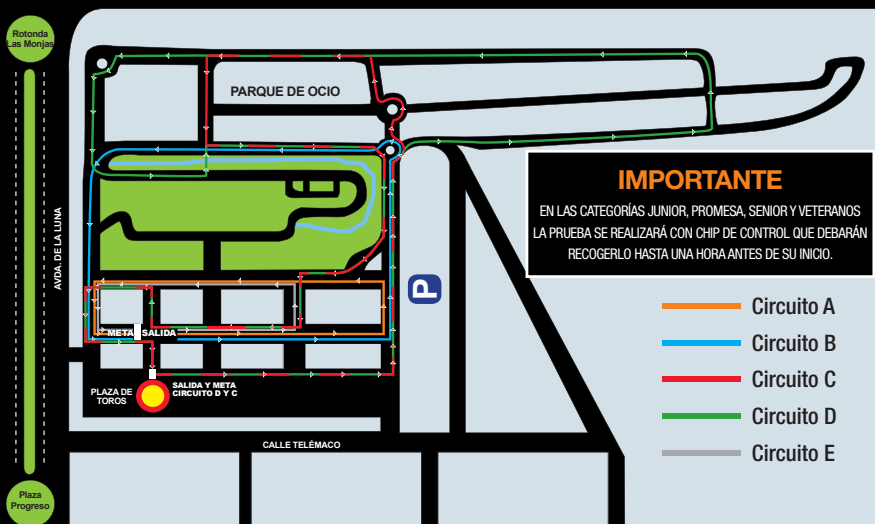 Rotonda
Las Monjas
PARQUE DE OCIO
AVDA. DE LA LUNA
IMPORTANTE
EN LAS CATEGORÍAS JUNIOR, PROMESA, SENIOR Y VETERANOS
LA PRUEBA SE REALIZARÁ CON CHIP DE CONTROL QUE DEBERÁN
RECOGERLO HASTA UNA HORA ANTES DE SU INICIO.
P
Circuito A
Circuito B
Circuito C
Circuito D
Circuito E
META SALIDA
PLAZA DE
TOROS
SALIDA Y META
CIRCUITO D Y C
CALLE TELÉMACO
Plaza
Progreso